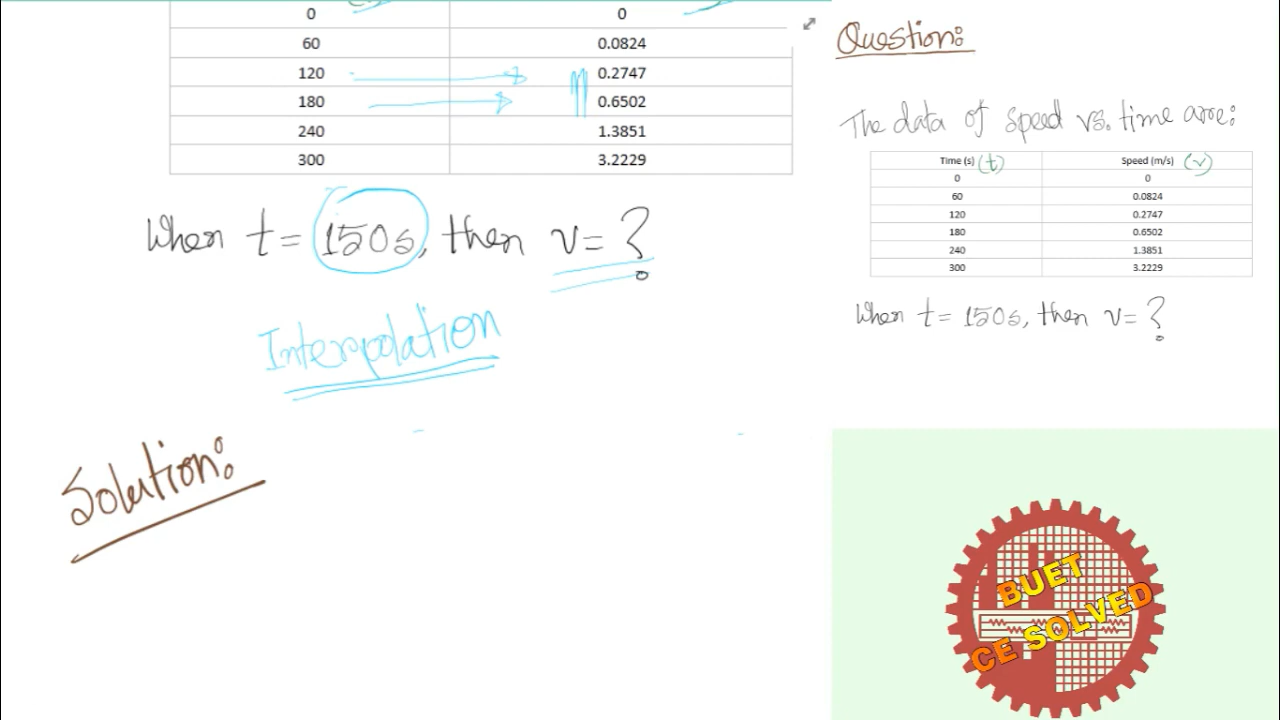 0 0
60 0.0824
120 0.2747
180 0.6502
240 1.3851
300 3.2229
When t = 150s, then v = ?
Interpolation
Solution:
Question:
The data of speed vs. time are:
Time (s) (t) Speed (m/s) (v)
0 0
60 0.0824
120 0.2747
180 0.6502
240 1.3851
300 3.2229
When t = 150s, then v = ?
BUET
CE SOLVED